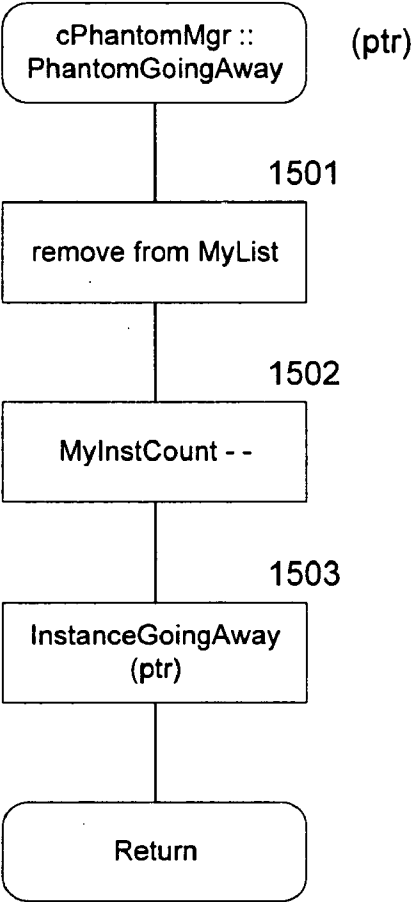 cPhantomMgr ::
PhantomGoingAway
(ptr)
1501
remove from MyList
1502
MyInstCount - -
1503
InstanceGoingAway
(ptr)
Return